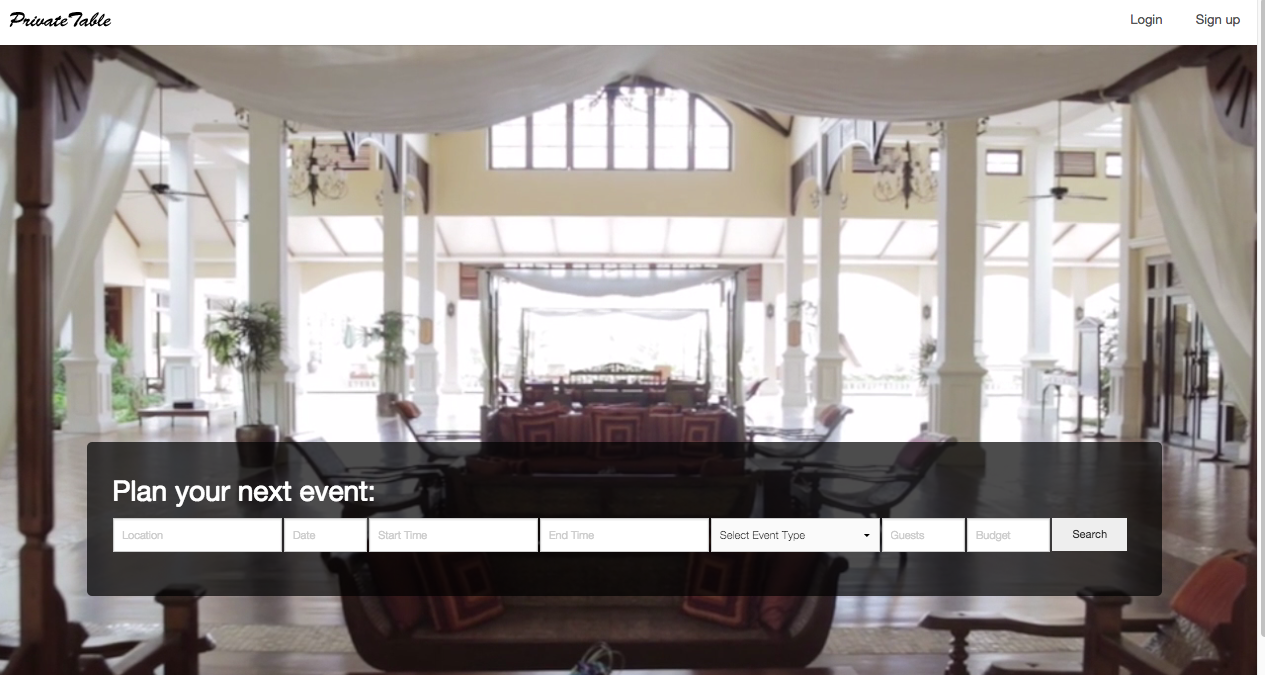 PrivateTable
Login Sign up
Plan your next event:
Location Date Start Time End Time Select Event Type Guests Budget Search